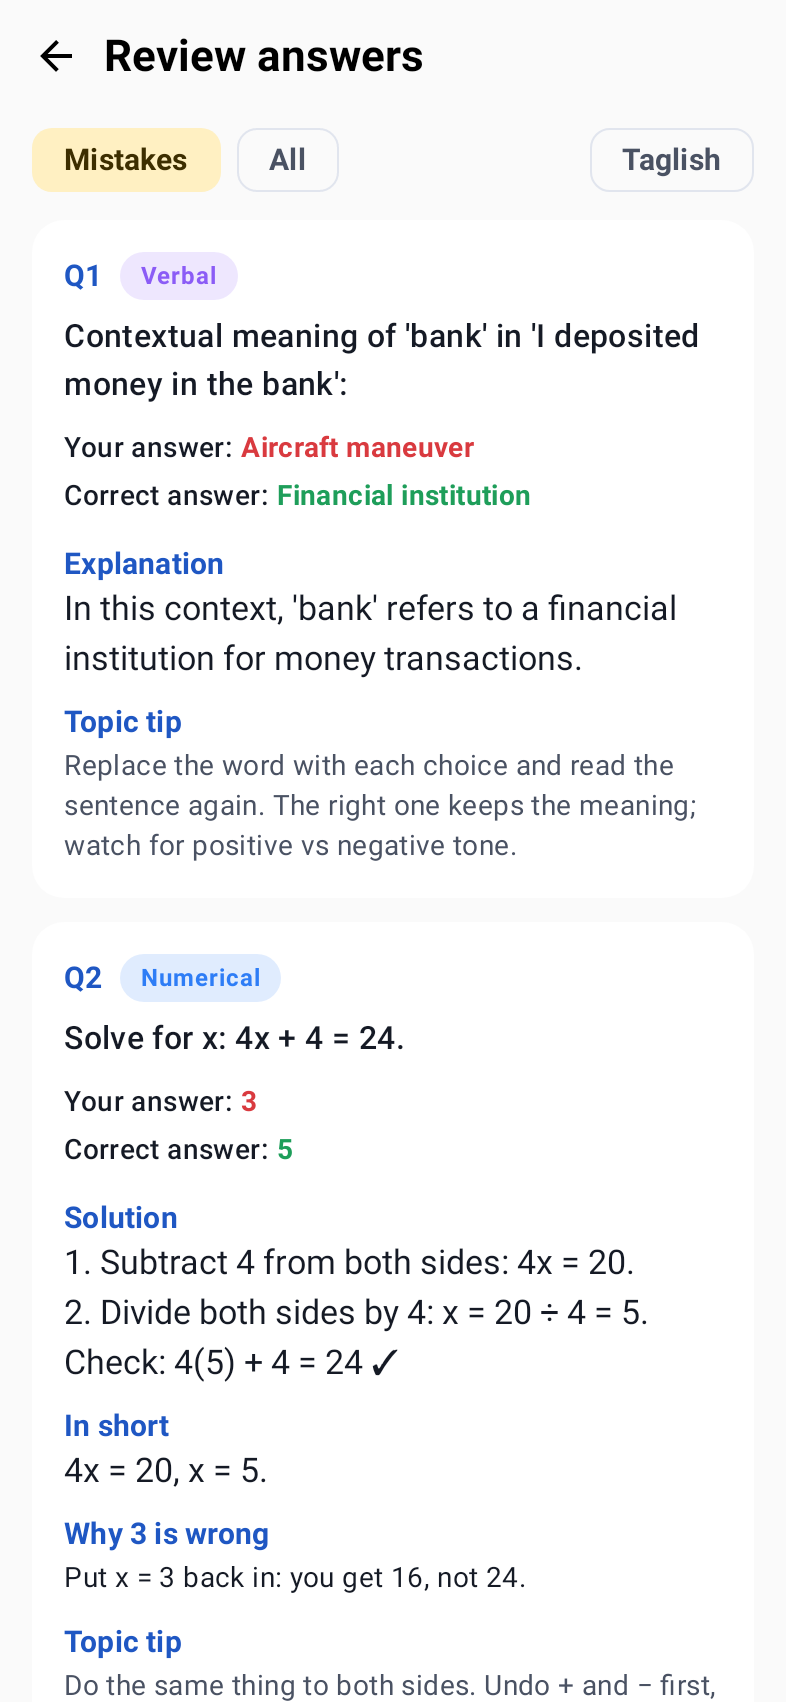 Review answers
Mistakes All Taglish
Q1 Verbal
Contextual meaning of 'bank' in 'I deposited
money in the bank':
Your answer: Aircraft maneuver
Correct answer: Financial institution
Explanation
In this context, 'bank' refers to a financial
institution for money transactions.
Topic tip
Replace the word with each choice and read the
sentence again. The right one keeps the meaning;
watch for positive vs negative tone.
Q2 Numerical
Solve for x: 4x + 4 = 24.
Your answer: 3
Correct answer: 5
Solution
1. Subtract 4 from both sides: 4x = 20.
2. Divide both sides by 4: x = 20 ÷ 4 = 5.
Check: 4(5) + 4 = 24 ✓
In short
4x = 20, x = 5.
Why 3 is wrong
Put x = 3 back in: you get 16, not 24.
Topic tip
Do the same thing to both sides. Undo + and − first,